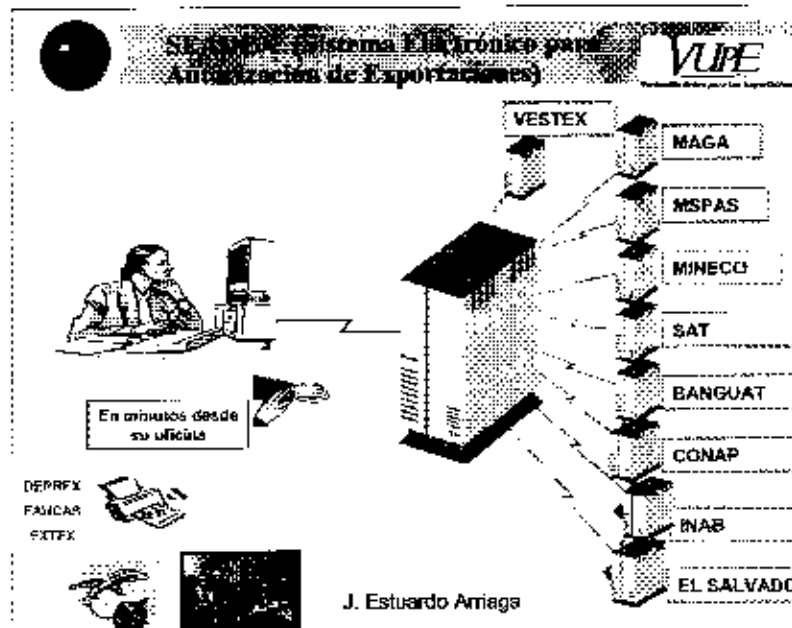 (Sistema Electrónico para
Autorización de Exportaciones)
VUPE
VESTEX
MAGA
MSPAS
MINECO
SAT
BANGUAT
CONAP
INAB
EL SALVADO
En minutos desde
su oficina
DEPREX
FAUCAS
EXTEX
J. Estuardo Arriaga